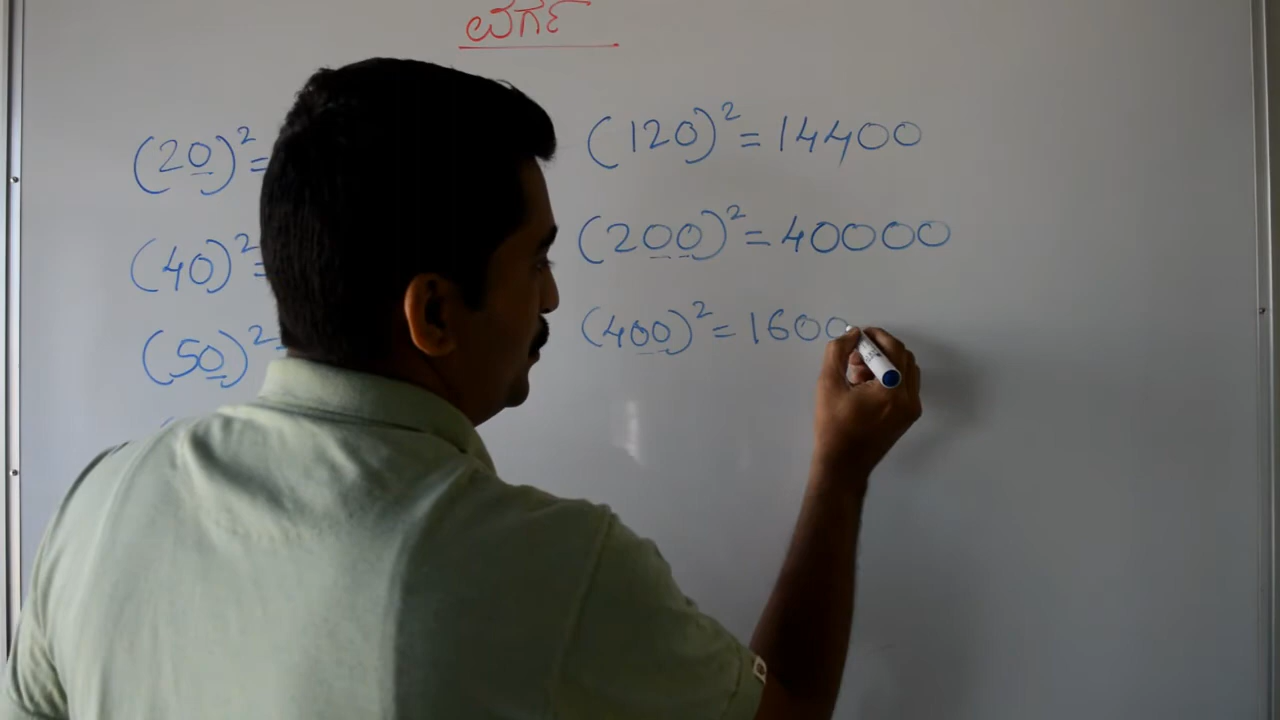 ವರ್ಗ
(20)² =
(40)² =
(50)²
(120)² = 14400
(200)² = 40000
(400)² = 1600